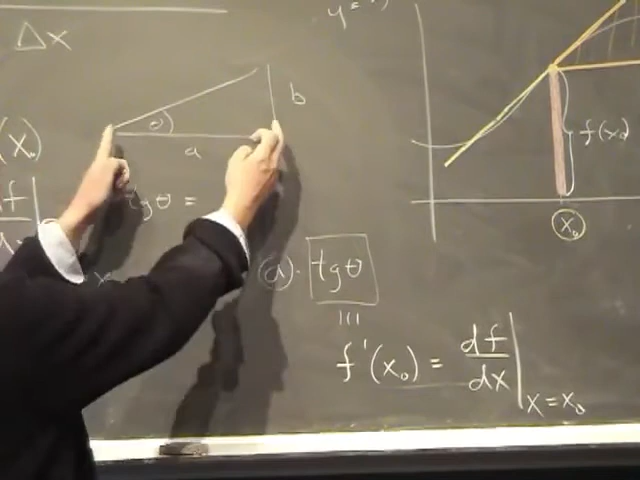 Δx
b
θ
a
(x₀)
tgθ =
f(x₀)
x₀
(a)· tgθ
|||
f'(x₀) = df/dx |x=x₀